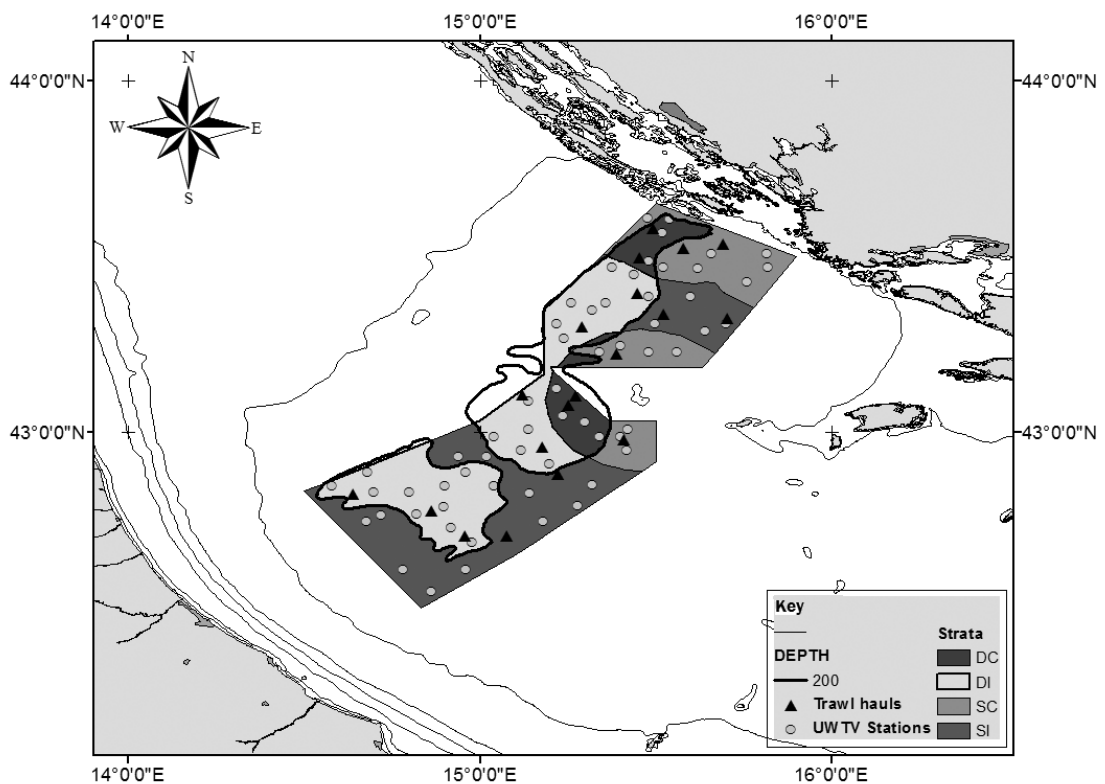 14°0'0"E 15°0'0"E 16°0'0"E
44°0'0"N 44°0'0"N
N
W E
S
43°0'0"N 43°0'0"N
Key
Strata
DEPTH
DC
200
DI
Trawl hauls
SC
UWTV Stations
SI
14°0'0"E 15°0'0"E 16°0'0"E